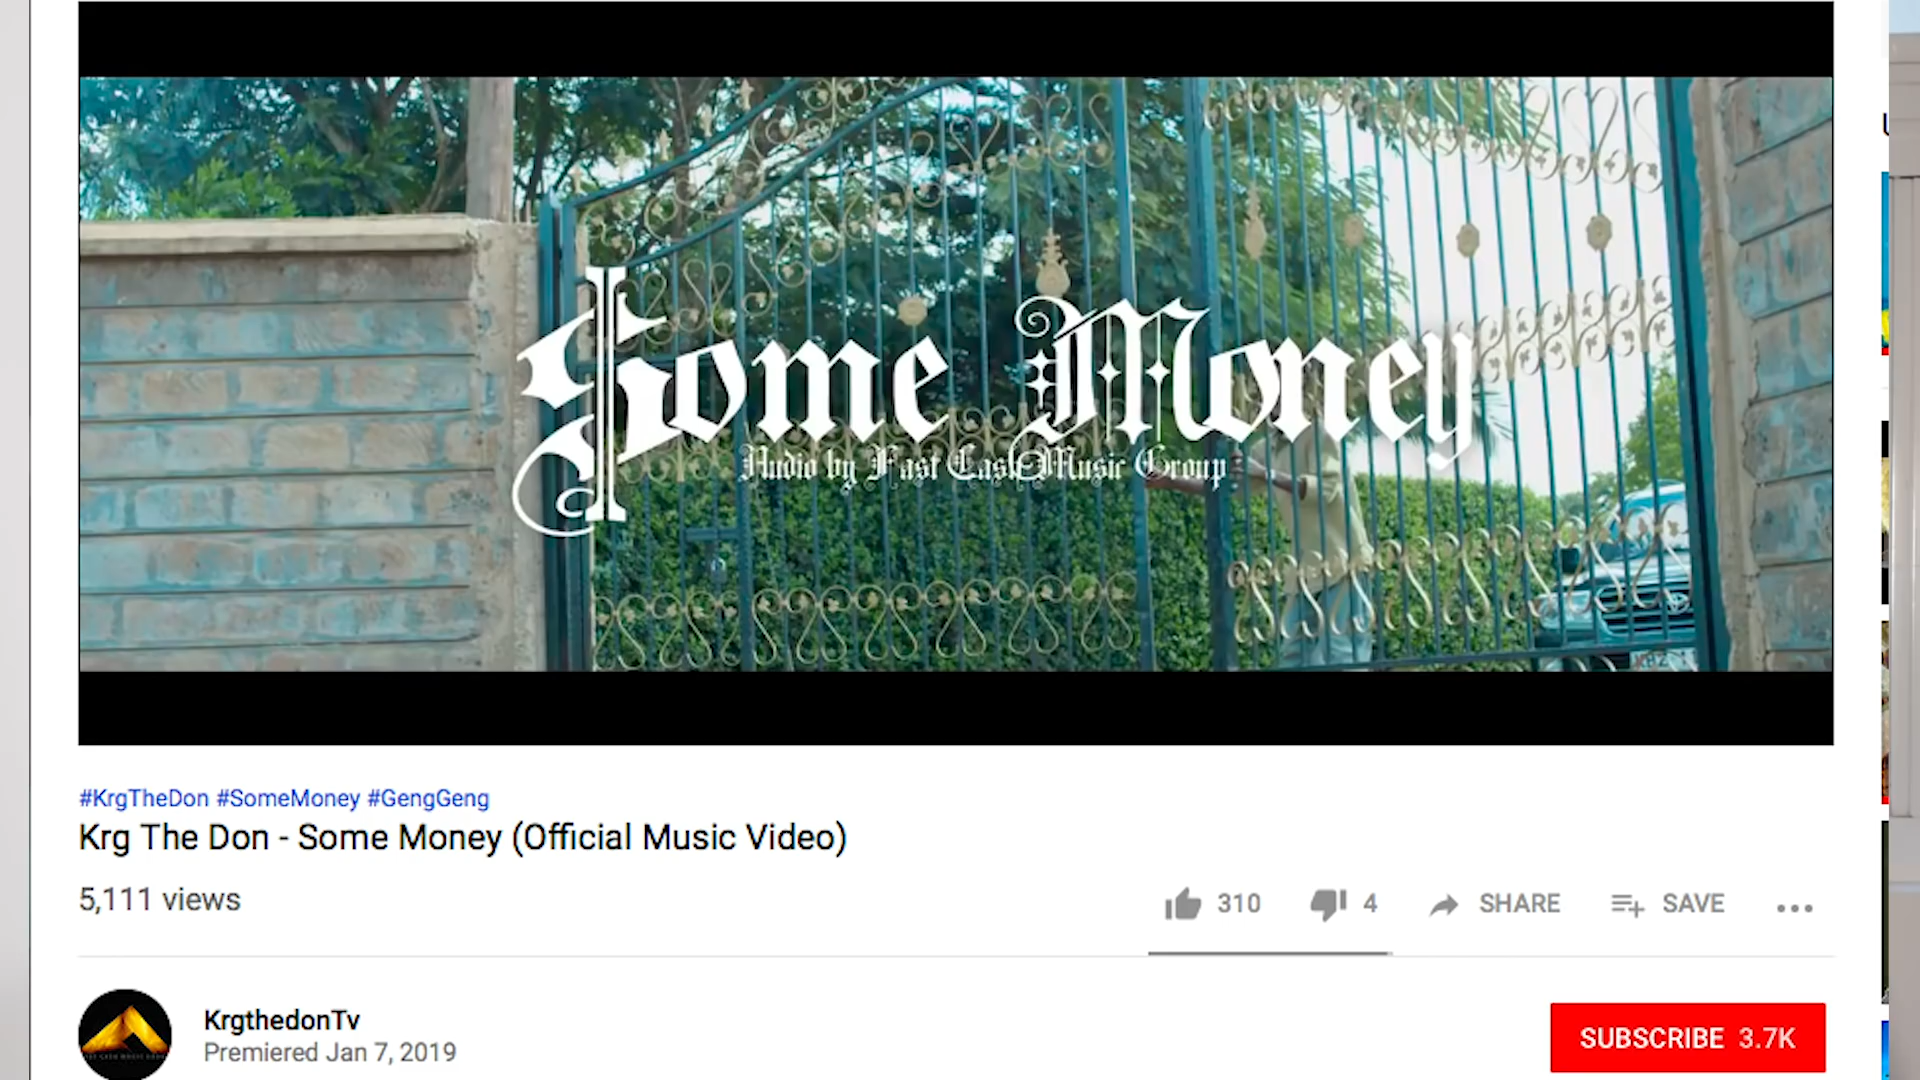 Some Money
Audio by Fast Cash Music Group
#KrgTheDon #SomeMoney #GengGeng
Krg The Don - Some Money (Official Music Video)
5,111 views
310
4
SHARE
SAVE
KrgthedonTv
Premiered Jan 7, 2019
SUBSCRIBE 3.7K